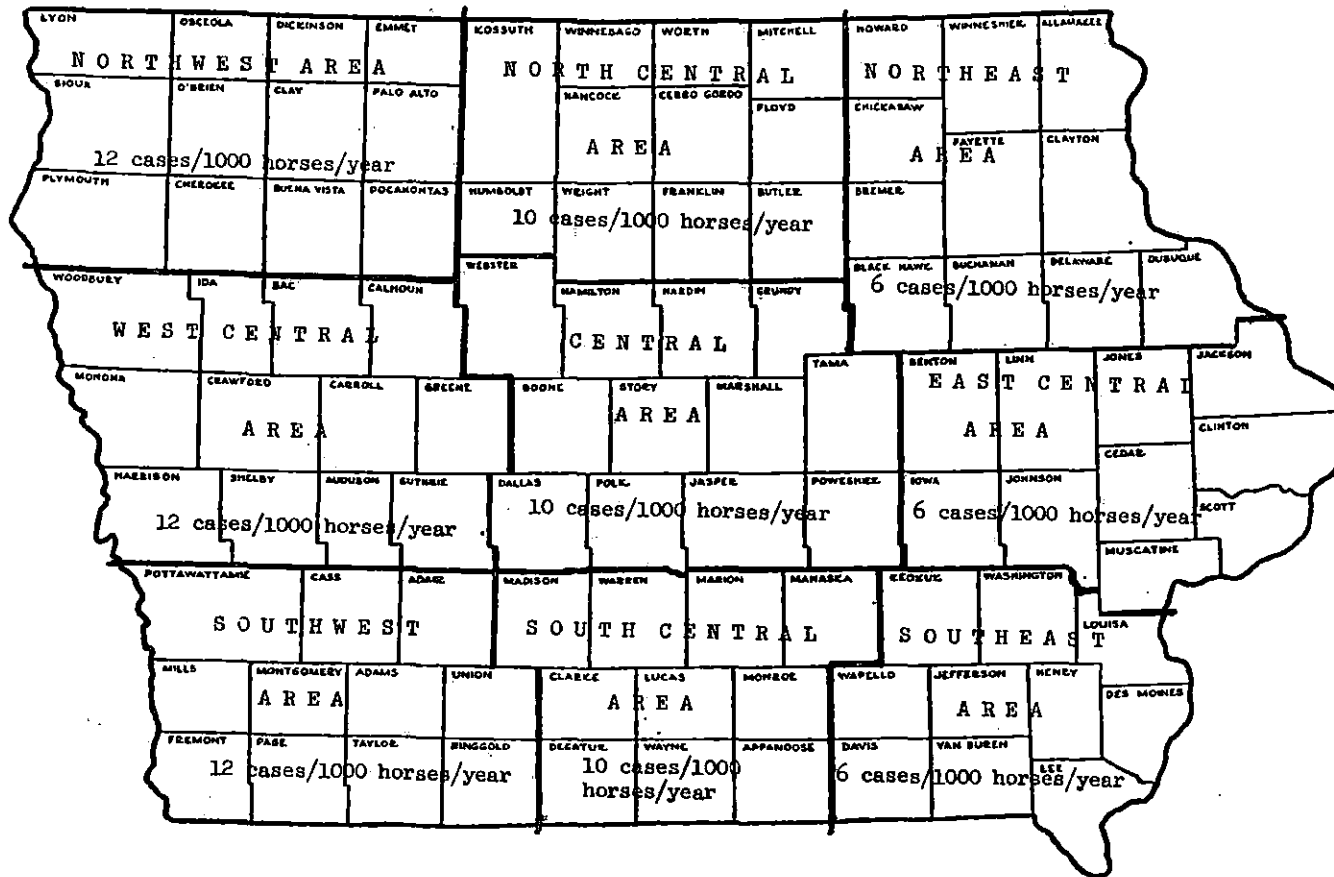 LYON OSCEOLA DICKINSON EMMET KOSSUTH WINNEBAGO WORTH MITCHELL HOWARD WINNESHIEK ALLAMAKEE
NORTHWEST AREA NORTH CENTRAL NORTHEAST
SIOUX O'BRIEN CLAY PALO ALTO HANCOCK CERRO GORDO FLOYD CHICKASAW
AREA AREA
FAYETTE CLAYTON
12 cases/1000 horses/year
PLYMOUTH CHEROKEE BUENA VISTA POCAHONTAS HUMBOLDT WRIGHT FRANKLIN BUTLER BREMER
10 cases/1000 horses/year
WEBSTER BLACK HAWK BUCHANAN DELAWARE DUBUQUE
6 cases/1000 horses/year
WOODBURY IDA SAC CALHOUN HAMILTON HARDIN GRUNDY
WEST CENTRAL CENTRAL
TAMA BENTON LINN JONES JACKSON
EAST CENTRAL
MONONA CRAWFORD CARROLL GREENE BOONE STORY MARSHALL
AREA AREA AREA
CLINTON
CEDAR
HARRISON SHELBY AUDUBON GUTHRIE DALLAS POLK JASPER POWESHIEK IOWA JOHNSON
12 cases/1000 horses/year 10 cases/1000 horses/year 6 cases/1000 horses/year SCOTT
MUSCATINE
POTTAWATTAMIE CASS ADAIR MADISON WARREN MARION MAHASKA KEOKUK WASHINGTON
SOUTHWEST SOUTH CENTRAL SOUTHEAST
LOUISA
MILLS MONTGOMERY ADAMS UNION CLARKE LUCAS MONROE WAPELLO JEFFERSON HENRY
AREA AREA AREA
DES MOINES
FREMONT PAGE TAYLOR RINGGOLD DECATUR WAYNE APPANOOSE DAVIS VAN BUREN
LEE
12 cases/1000 horses/year 10 cases/1000 6 cases/1000 horses/year
horses/year